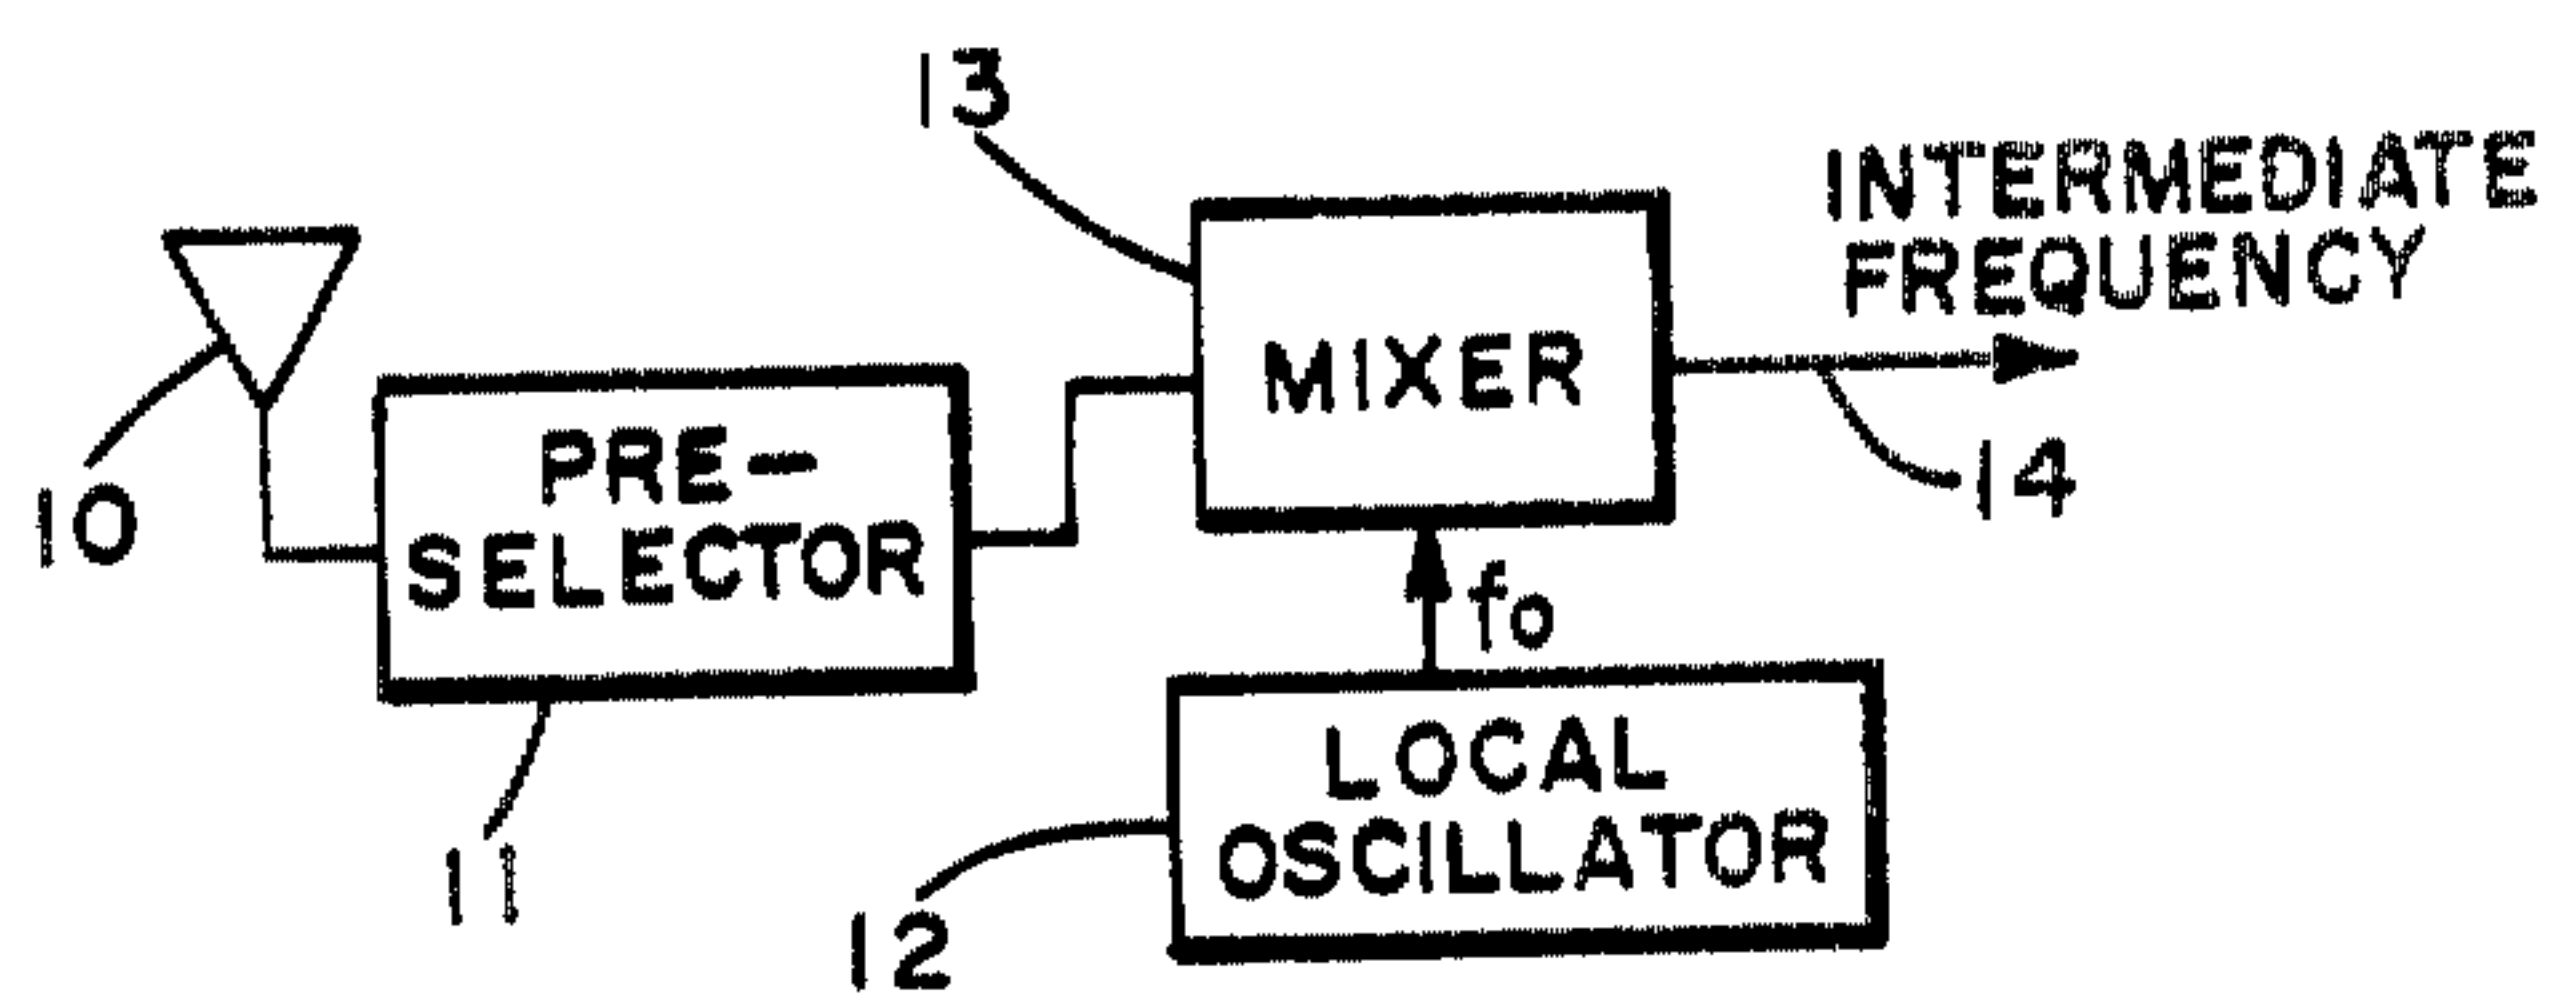 13
INTERMEDIATE
FREQUENCY
MIXER
10
PRE-
SELECTOR
14
fo
11
LOCAL
OSCILLATOR
12